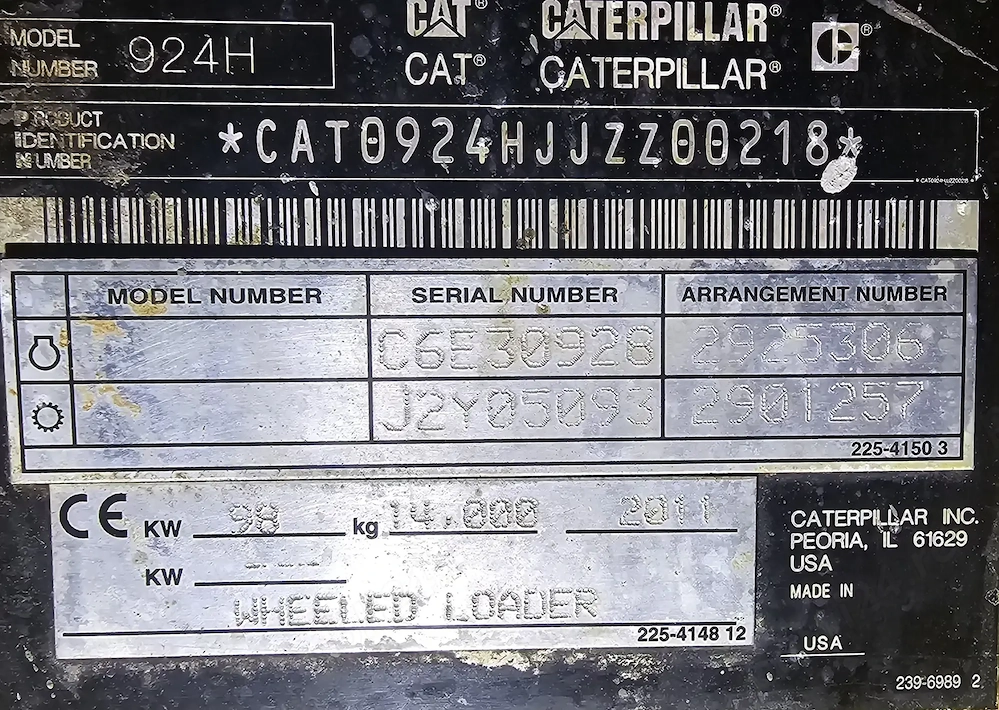 CAT® CATERPILLAR®
CAT® CATERPILLAR®
MODEL NUMBER 924H
PRODUCT IDENTIFICATION NUMBER *CAT0924HJJZZ00218*
*CAT0924HJJZZ00218*
MODEL NUMBER SERIAL NUMBER ARRANGEMENT NUMBER
C6E30928 2925306
J2Y05093 2901257
225-4150 3
CE KW 98 kg 14,000 2011
KW
WHEELED LOADER
225-4148 12
CATERPILLAR INC.
PEORIA, IL 61629
USA
MADE IN
USA
239-6989 2